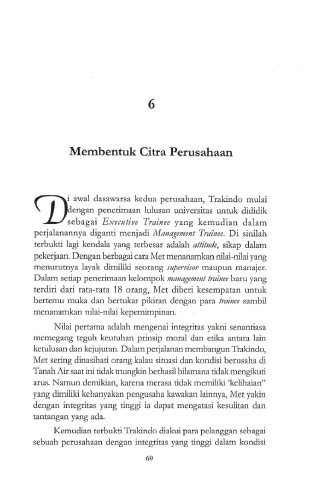 6
Membentuk Citra Perusahaan
Di awal dasawarsa kedua perusahaan, Trakindo mulai
dengan penerimaan lulusan universitas untuk dididik
sebagai Executive Trainee yang kemudian dalam
perjalanannya diganti menjadi Management Trainee. Di sinilah
terbukti lagi kendala yang terbesar adalah attitude, sikap dalam
pekerjaan. Dengan berbagai cara Met menanamkan nilai-nilai yang
menurutnya layak dimiliki seorang supervisor maupun manajer.
Dalam setiap penerimaan kelompok management trainee baru yang
terdiri dari rata-rata 18 orang, Met diberi kesempatan untuk
bertemu muka dan bertukar pikiran dengan para trainee sambil
menanamkan nilai-nilai kepemimpinan.
Nilai pertama adalah mengenai integritas yakni senantiasa
memegang teguh keutuhan prinsip moral dan etika antara lain
ketulusan dan kejujuran. Dalam perjalanan membangun Trakindo,
Met sering dinasihati orang kalau situasi dan kondisi berusaha di
Tanah Air saat ini tidak mungkin berhasil bilamana tidak mengikuti
arus. Namun demikian, karena merasa tidak memiliki "kelihaian"
yang dimiliki kebanyakan pengusaha kawakan lainnya, Met yakin
dengan integritas yang tinggi ia dapat mengatasi kesulitan dan
tantangan yang ada.
Kemudian terbukti Trakindo diakui para pelanggan sebagai
sebuah perusahaan dengan integritas yang tinggi dalam kondisi
69